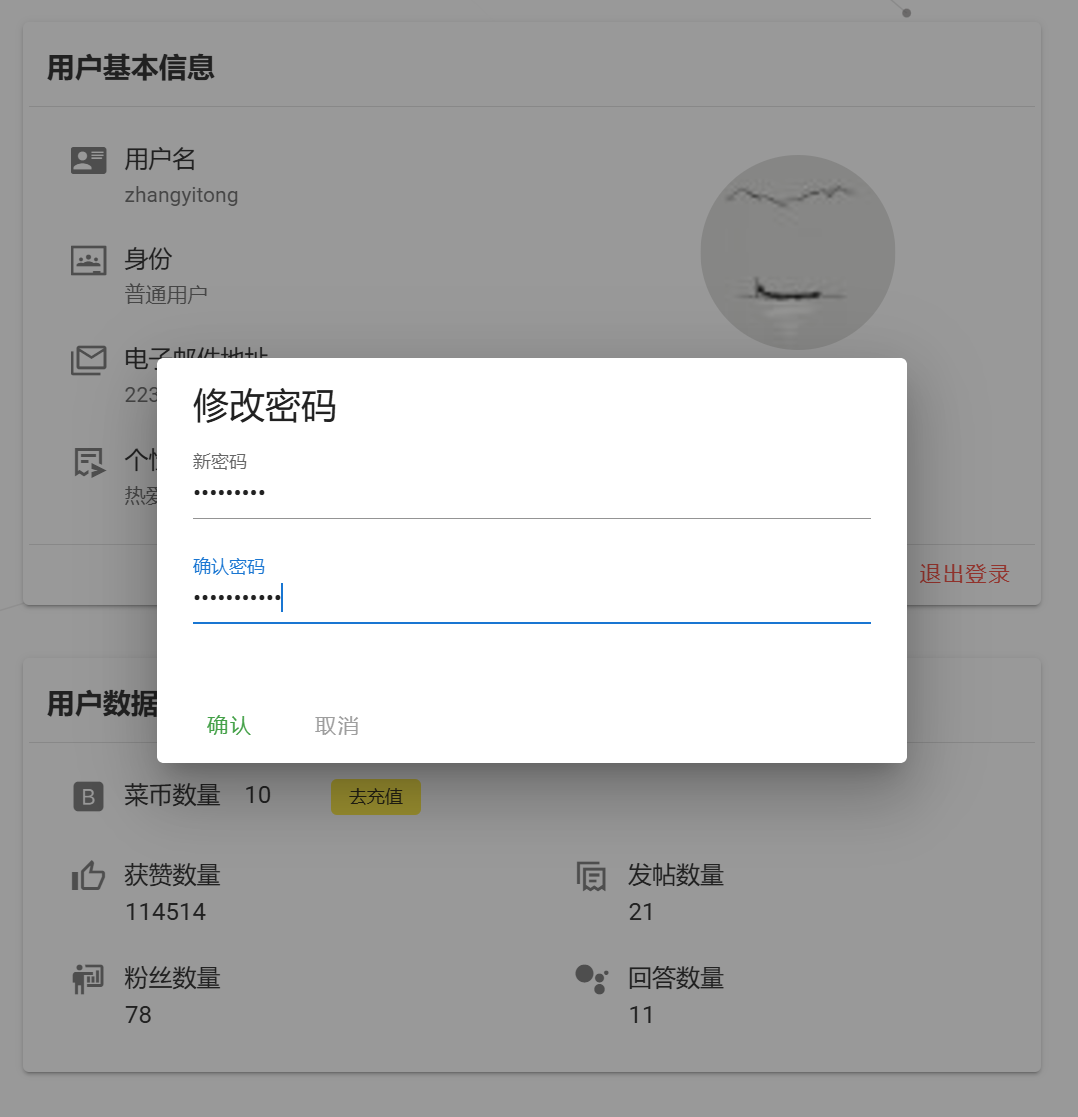 用户基本信息
用户名
zhangyitong
身份
普通用户
电子邮件地址
223
个
热爱
修改密码
新密码
•••••••••
确认密码
•••••••••••
确认 取消
退出登录
用户数据
B 菜币数量 10 去充值
获赞数量 发帖数量
114514 21
粉丝数量 回答数量
78 11